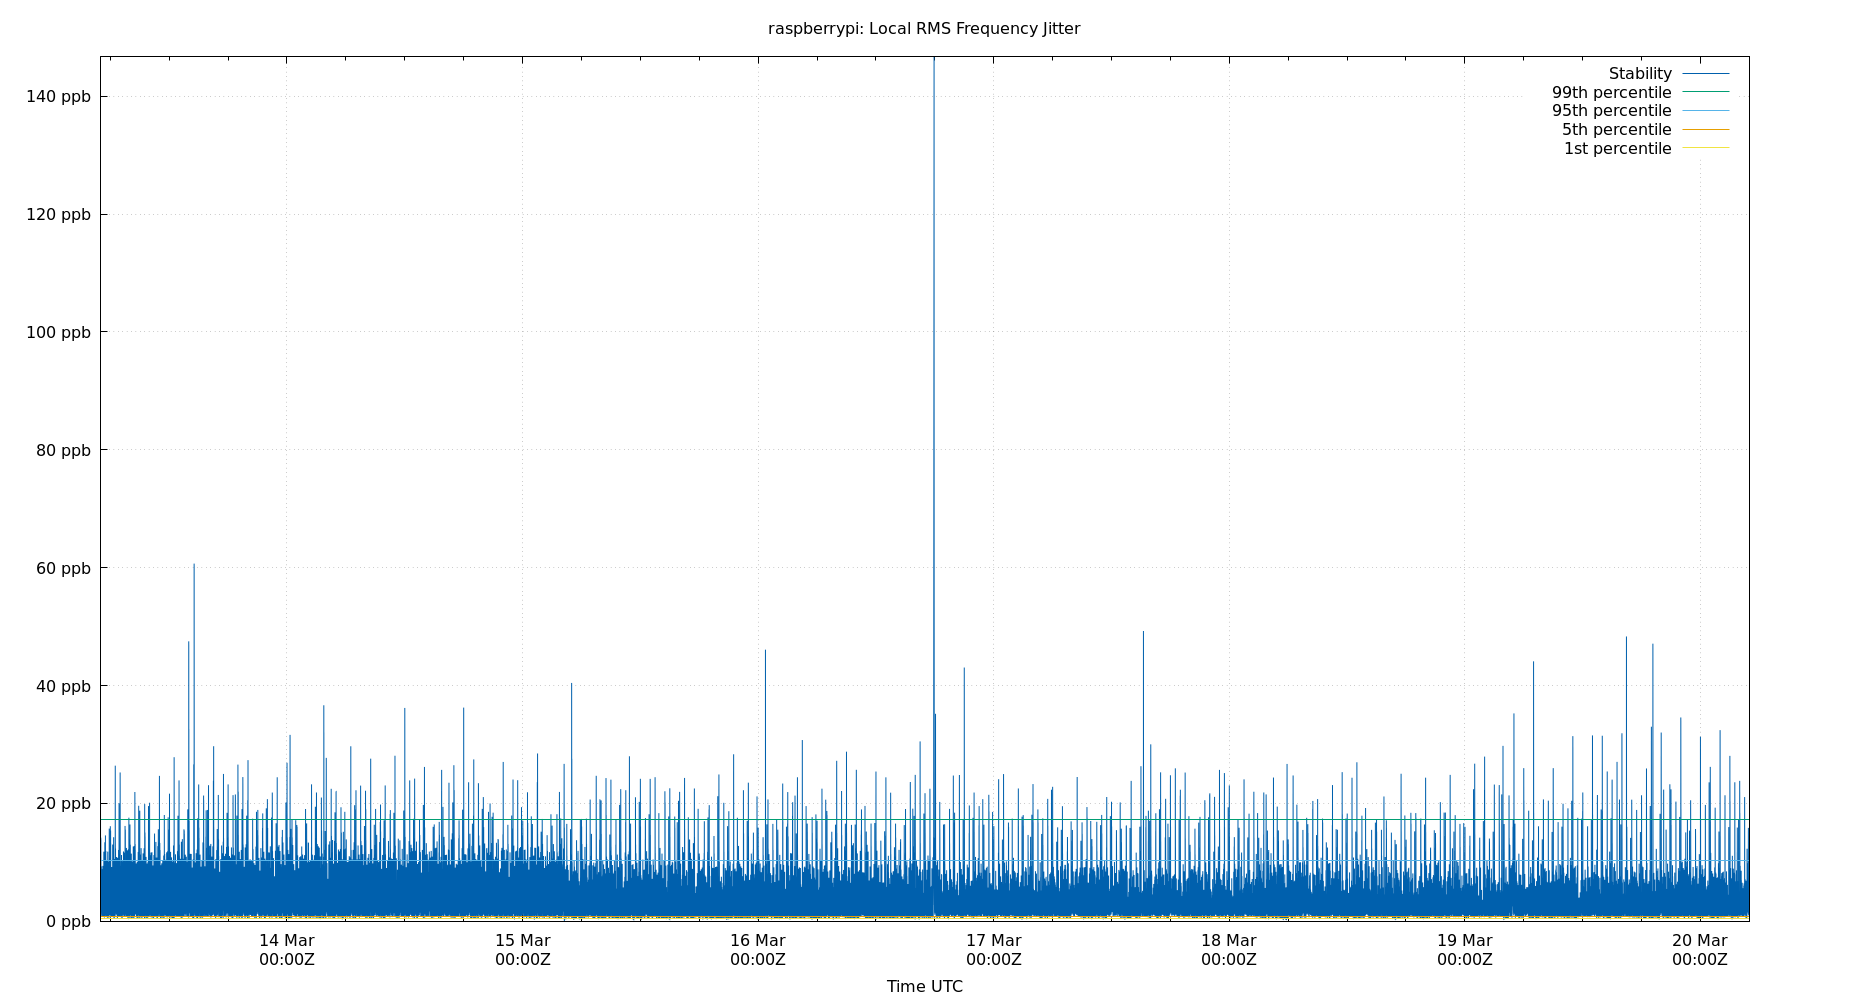 raspberrypi: Local RMS Frequency Jitter
Stability
99th percentile
95th percentile
5th percentile
1st percentile
140 ppb
120 ppb
100 ppb
80 ppb
60 ppb
40 ppb
20 ppb
0 ppb
14 Mar 15 Mar 16 Mar 17 Mar 18 Mar 19 Mar 20 Mar
00:00Z 00:00Z 00:00Z 00:00Z 00:00Z 00:00Z 00:00Z
Time UTC